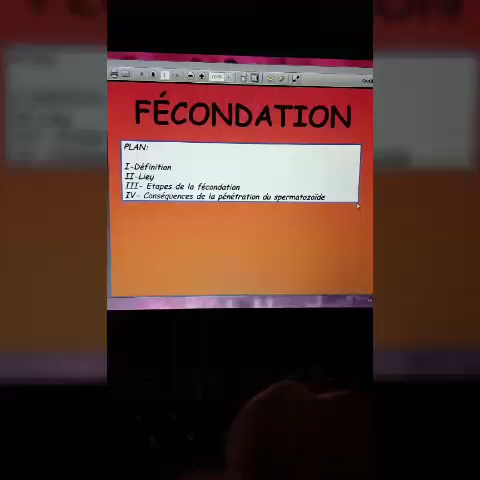 FÉCONDATION
PLAN:
I-Définition
II-Lieu
III- Etapes de la fécondation
IV- Conséquences de la pénétration du spermatozoïde